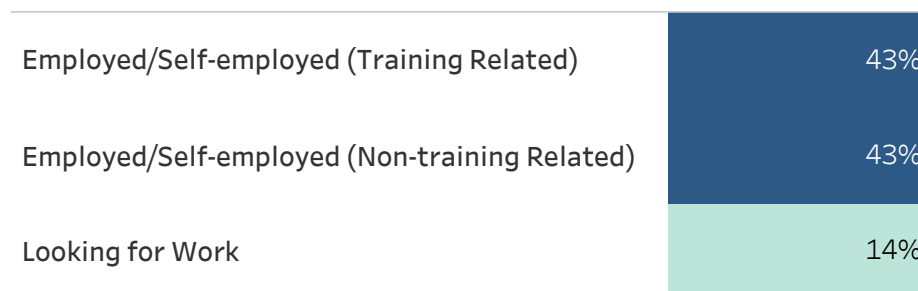 Employed/Self-employed (Training Related) 43%
Employed/Self-employed (Non-training Related) 43%
Looking for Work 14%